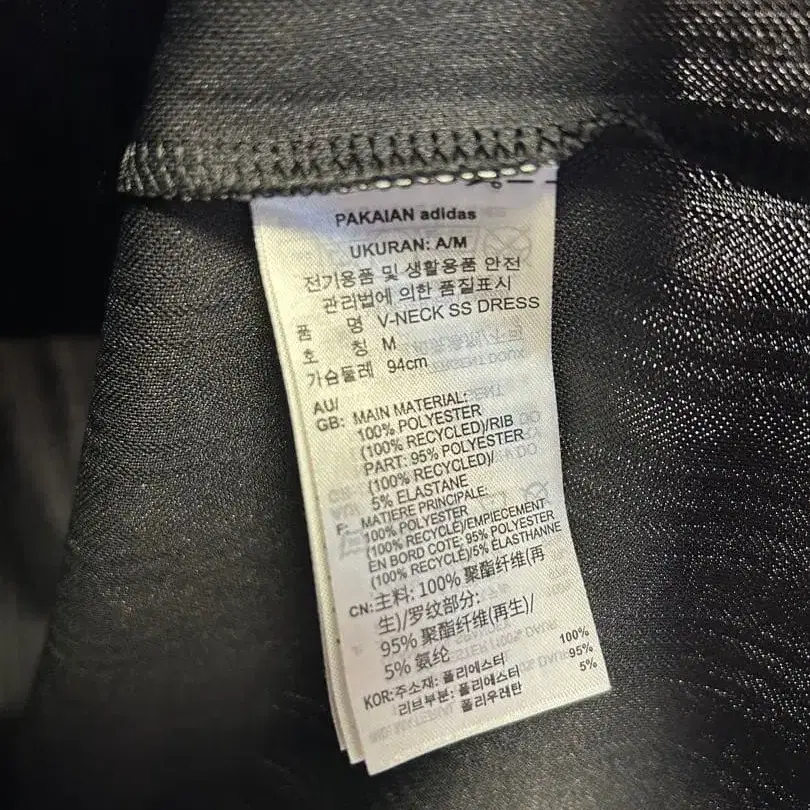 PAKAIAN adidas
UKURAN: A/M
전기용품 및 생활용품 안전
관리법에 의한 품질표시
품 명 V-NECK SS DRESS
호 칭 M
가슴둘레 94cm
AU/
GB: MAIN MATERIAL:
100% POLYESTER
(100% RECYCLED)/RIB
PART: 95% POLYESTER
(100% RECYCLED)/
5% ELASTANE
F: MATIERE PRINCIPALE:
100% POLYESTER
(100% RECYCLE)/EMPIECEMENT
EN BORD COTE: 95% POLYESTER
(100% RECYCLE)/5% ELASTHANNE
CN: 主料: 100% 聚酯纤维(再
生)/罗纹部分:
95% 聚酯纤维(再生)/
5% 氨纶
KOR: 주소재: 폴리에스터 100%
리브부분: 폴리에스터 95%
폴리우레탄 5%